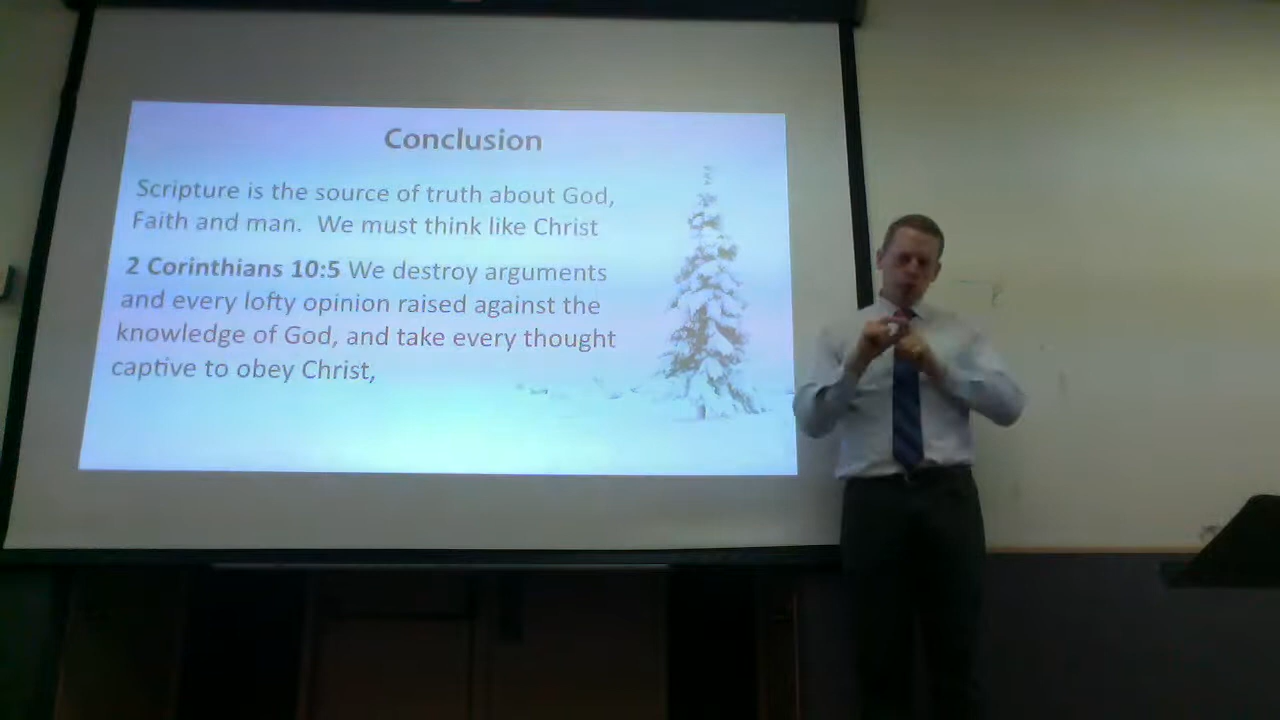 Conclusion
Scripture is the source of truth about God,
Faith and man.  We must think like Christ
2 Corinthians 10:5 We destroy arguments
and every lofty opinion raised against the
knowledge of God, and take every thought
captive to obey Christ,